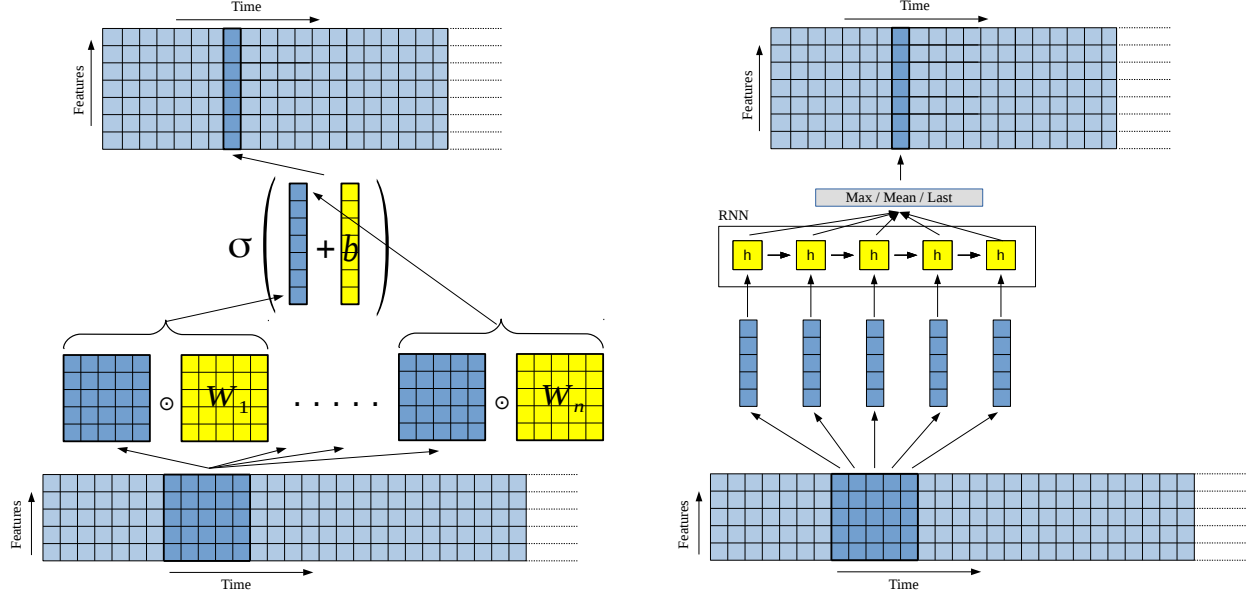 Time
Features
σ ( + b )
W1 ⊙ . . . . . ⊙ Wn
Features
Time
Time
Features
Max / Mean / Last
RNN
h h h h h
Features
Time